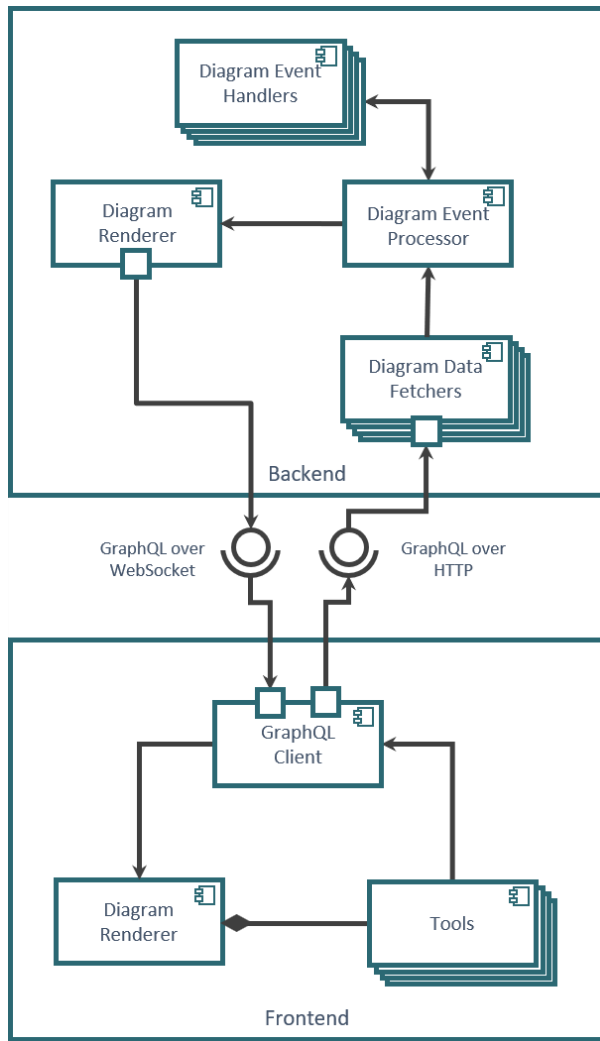 Diagram Event
Handlers
Diagram
Renderer
Diagram Event
Processor
Diagram Data
Fetchers
Backend
GraphQL over
WebSocket
GraphQL over
HTTP
GraphQL
Client
Diagram
Renderer
Tools
Frontend